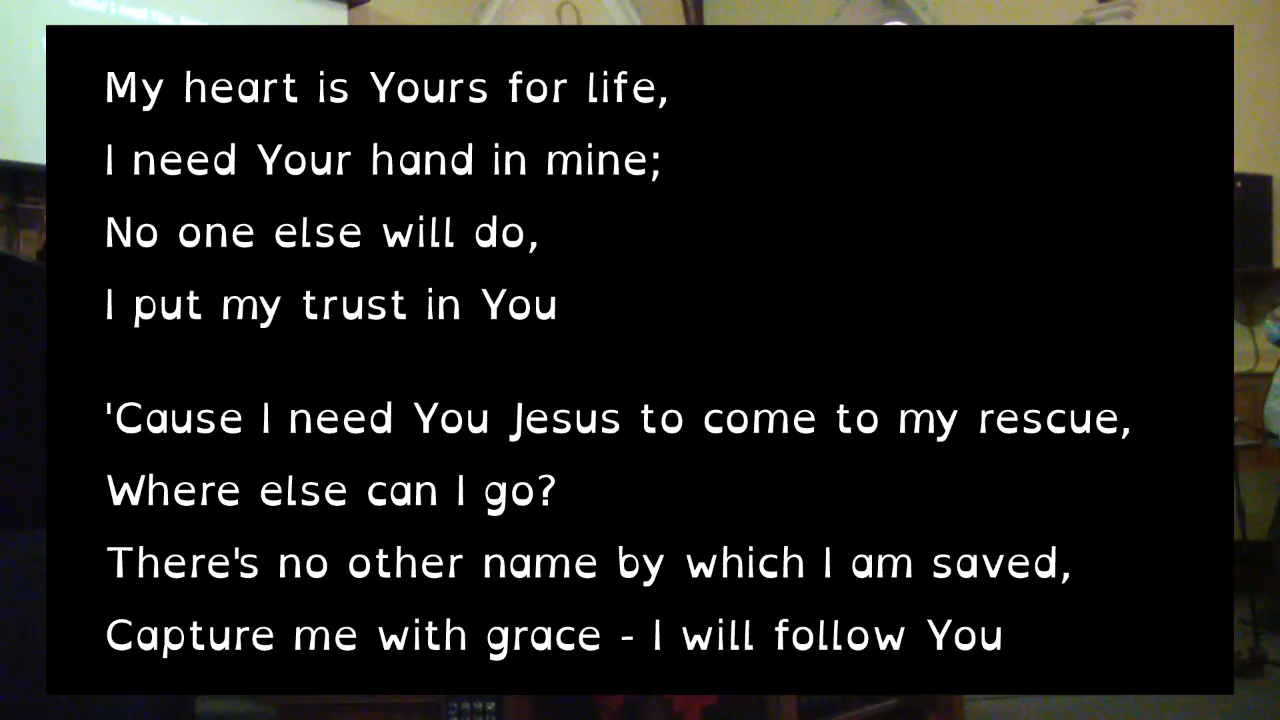 My heart is Yours for life,
I need Your hand in mine;
No one else will do,
I put my trust in You
'Cause I need You Jesus to come to my rescue,
Where else can I go?
There's no other name by which I am saved,
Capture me with grace - I will follow You